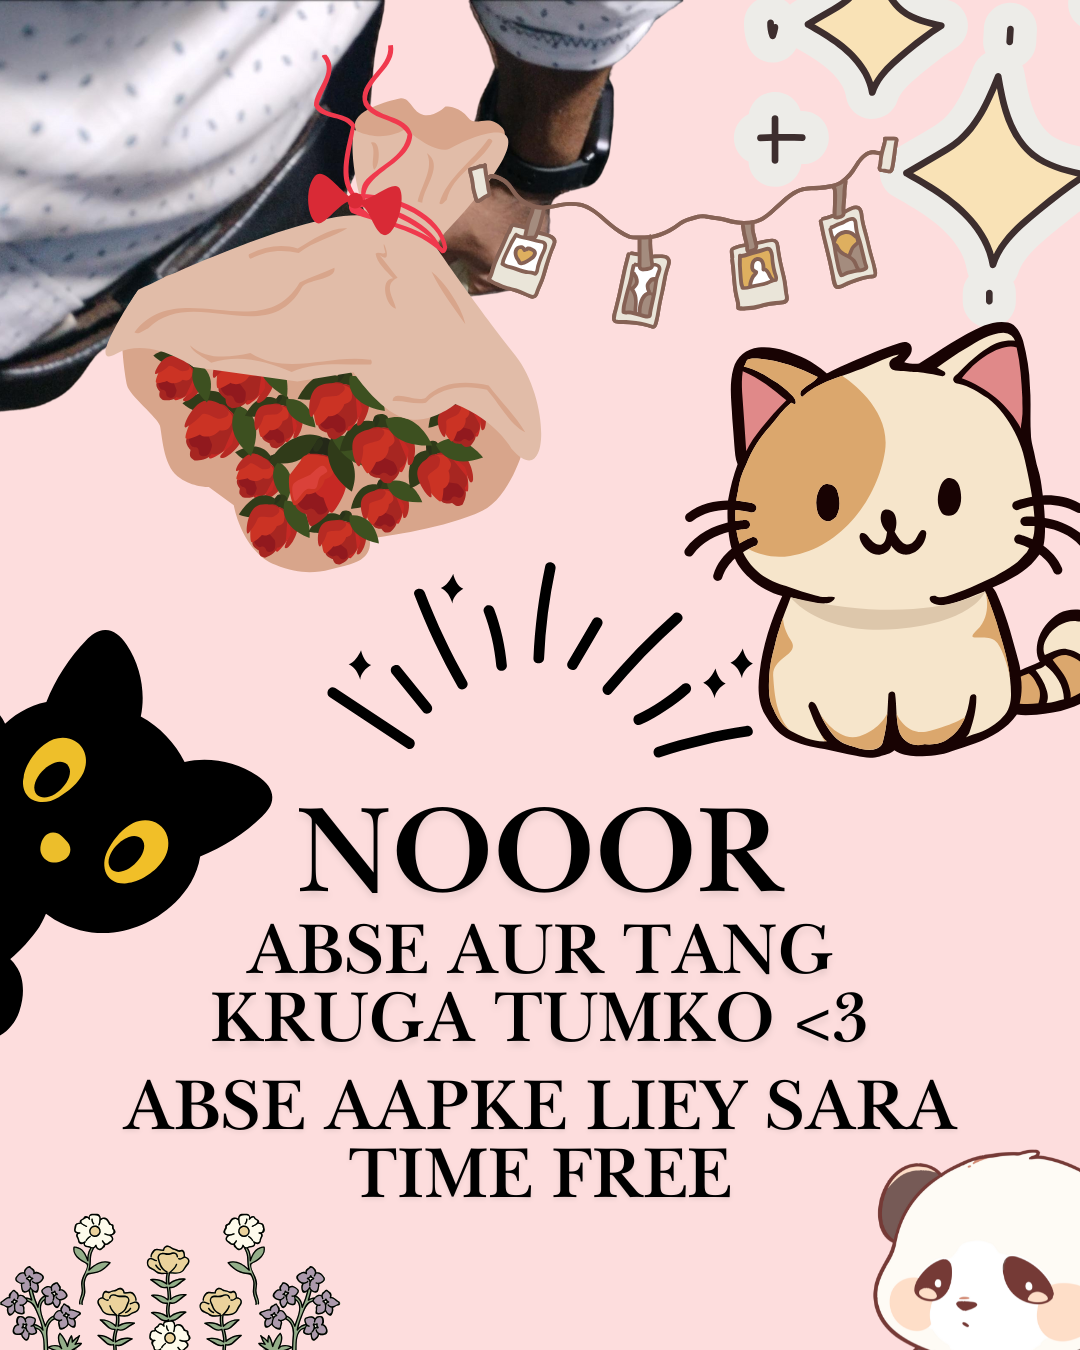 NOOOR
ABSE AUR TANG
KRUGA TUMKO <3
ABSE AAPKE LIEY SARA
TIME FREE